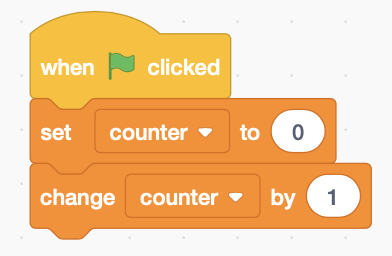 when clicked
set counter to 0
change counter by 1